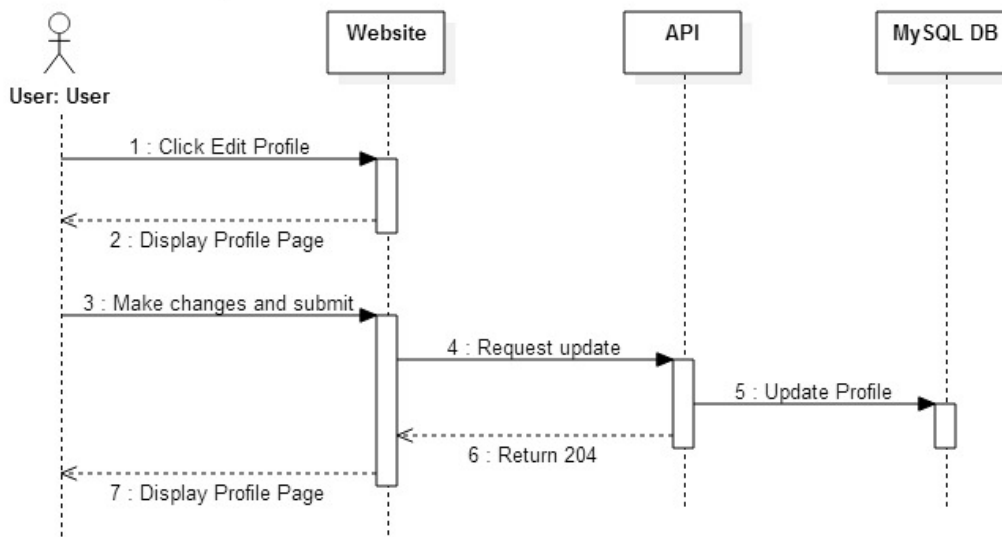 Website
API
MySQL DB
User: User
1 : Click Edit Profile
2 : Display Profile Page
3 : Make changes and submit
4 : Request update
5 : Update Profile
6 : Return 204
7 : Display Profile Page